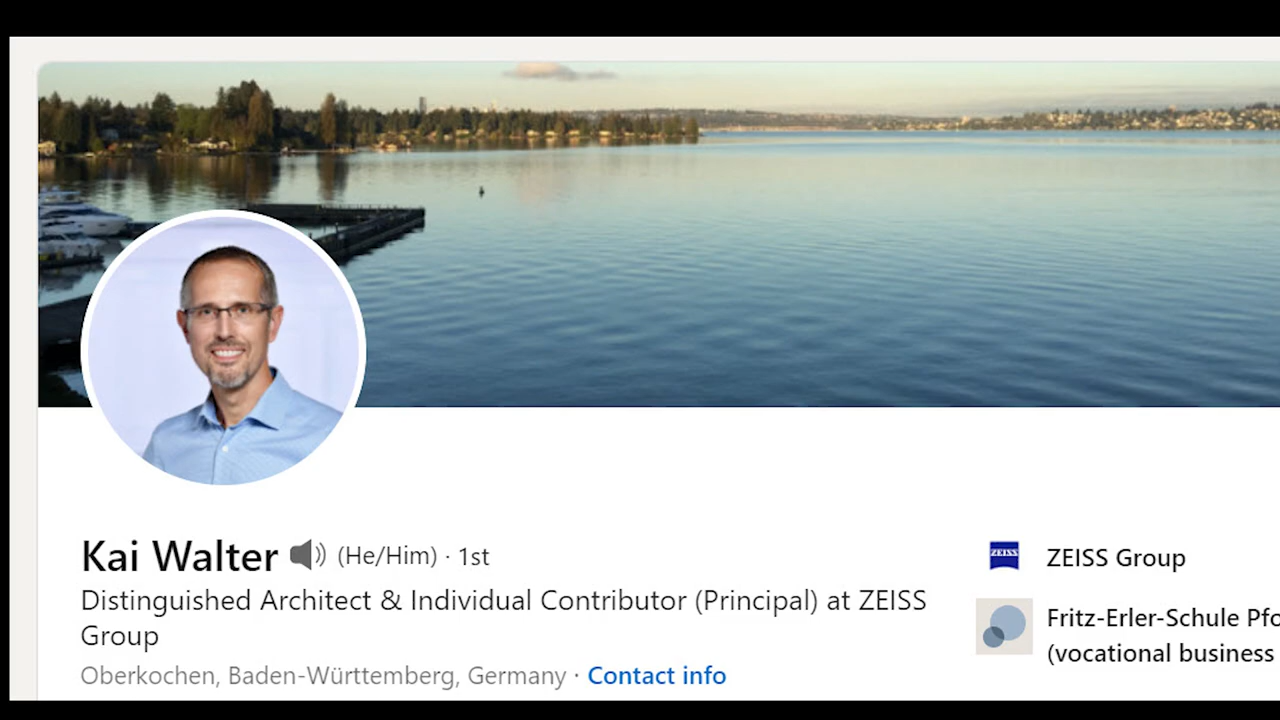 Kai Walter (He/Him) · 1st
Distinguished Architect & Individual Contributor (Principal) at ZEISS
Group
Oberkochen, Baden-Württemberg, Germany · Contact info
ZEISS
ZEISS Group
Fritz-Erler-Schule
(vocational business